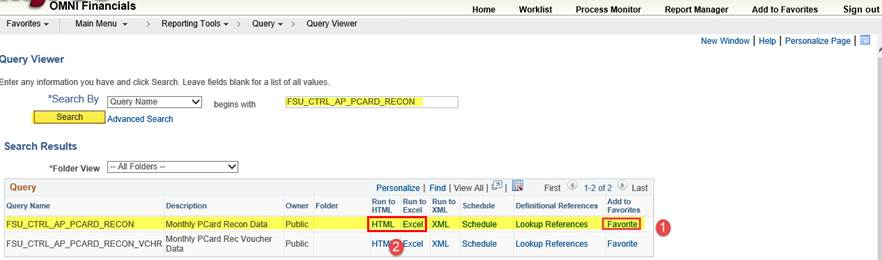 OMNI Financials
Home Worklist Process Monitor Report Manager Add to Favorites Sign out
Favorites Main Menu > Reporting Tools > Query > Query Viewer
New Window | Help | Personalize Page |
Query Viewer
Enter any information you have and click Search. Leave fields blank for a list of all values.
*Search By Query Name begins with FSU_CTRL_AP_PCARD_RECON
Search Advanced Search
Search Results
*Folder View -- All Folders --
Query Personalize | Find | View All | First 1-2 of 2 Last
Query Name Description Owner Folder Run to HTML Run to Excel Run to XML Schedule Definitional References Add to Favorites
FSU_CTRL_AP_PCARD_RECON Monthly PCard Recon Data Public HTML Excel XML Schedule Lookup References Favorite 1
FSU_CTRL_AP_PCARD_RECON_VCHR Monthly PCard Rec Voucher Data Public HTML Excel XML Schedule Lookup References Favorite
2